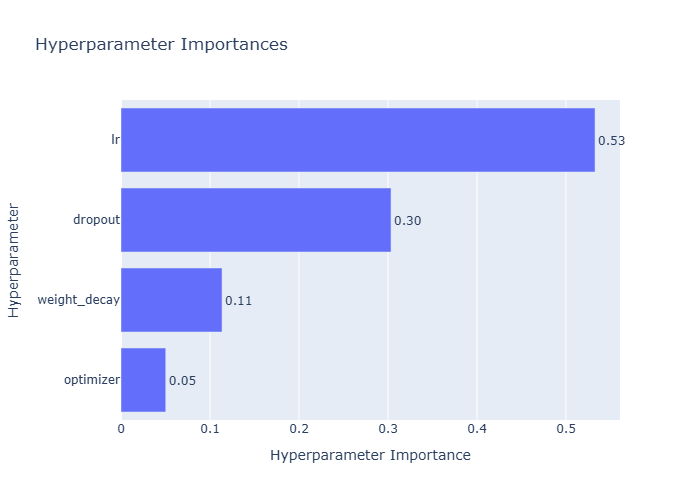 Hyperparameter Importances
Hyperparameter
lr
0.53
dropout
0.30
weight_decay
0.11
optimizer
0.05
0 0.1 0.2 0.3 0.4 0.5
Hyperparameter Importance